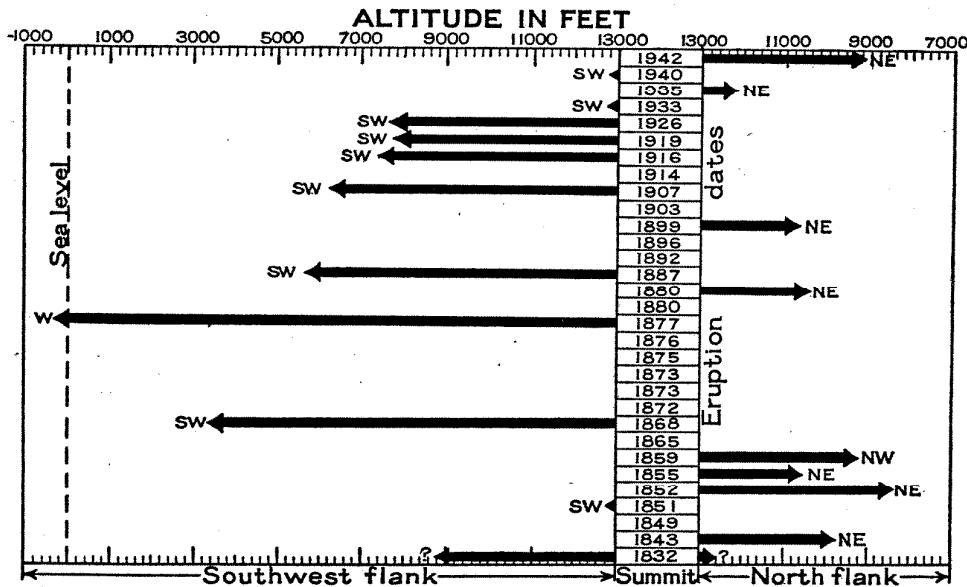 ALTITUDE IN FEET
-1000 1000 3000 5000 7000 9000 11000 13000 13000 11000 9000 7000
1942 NE
SW 1940
1935 NE
SW 1933
SW 1926
SW 1919
SW 1916
1914
SW 1907
1903
1899 NE
1896
1892
SW 1887
1880 NE
1880
W 1877
1876
1875
1873
1873
1872
SW 1868
1865
1859 NW
1855 NE
1852 NE
SW 1851
1849
1843 NE
? 1832 ?
Sea level
Eruption dates
Southwest flank Summit North flank